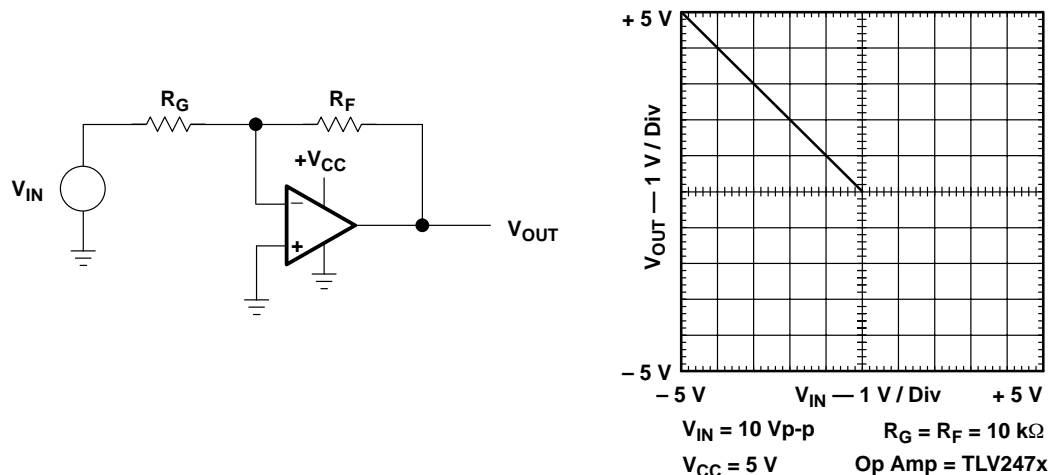 R_G
R_F
+V_CC
V_IN
−
+
V_OUT
+ 5 V
V_OUT — 1 V / Div
– 5 V
– 5 V
V_IN — 1 V / Div
+ 5 V
V_IN = 10 Vp-p
R_G = R_F = 10 kΩ
V_CC = 5 V
Op Amp = TLV247x